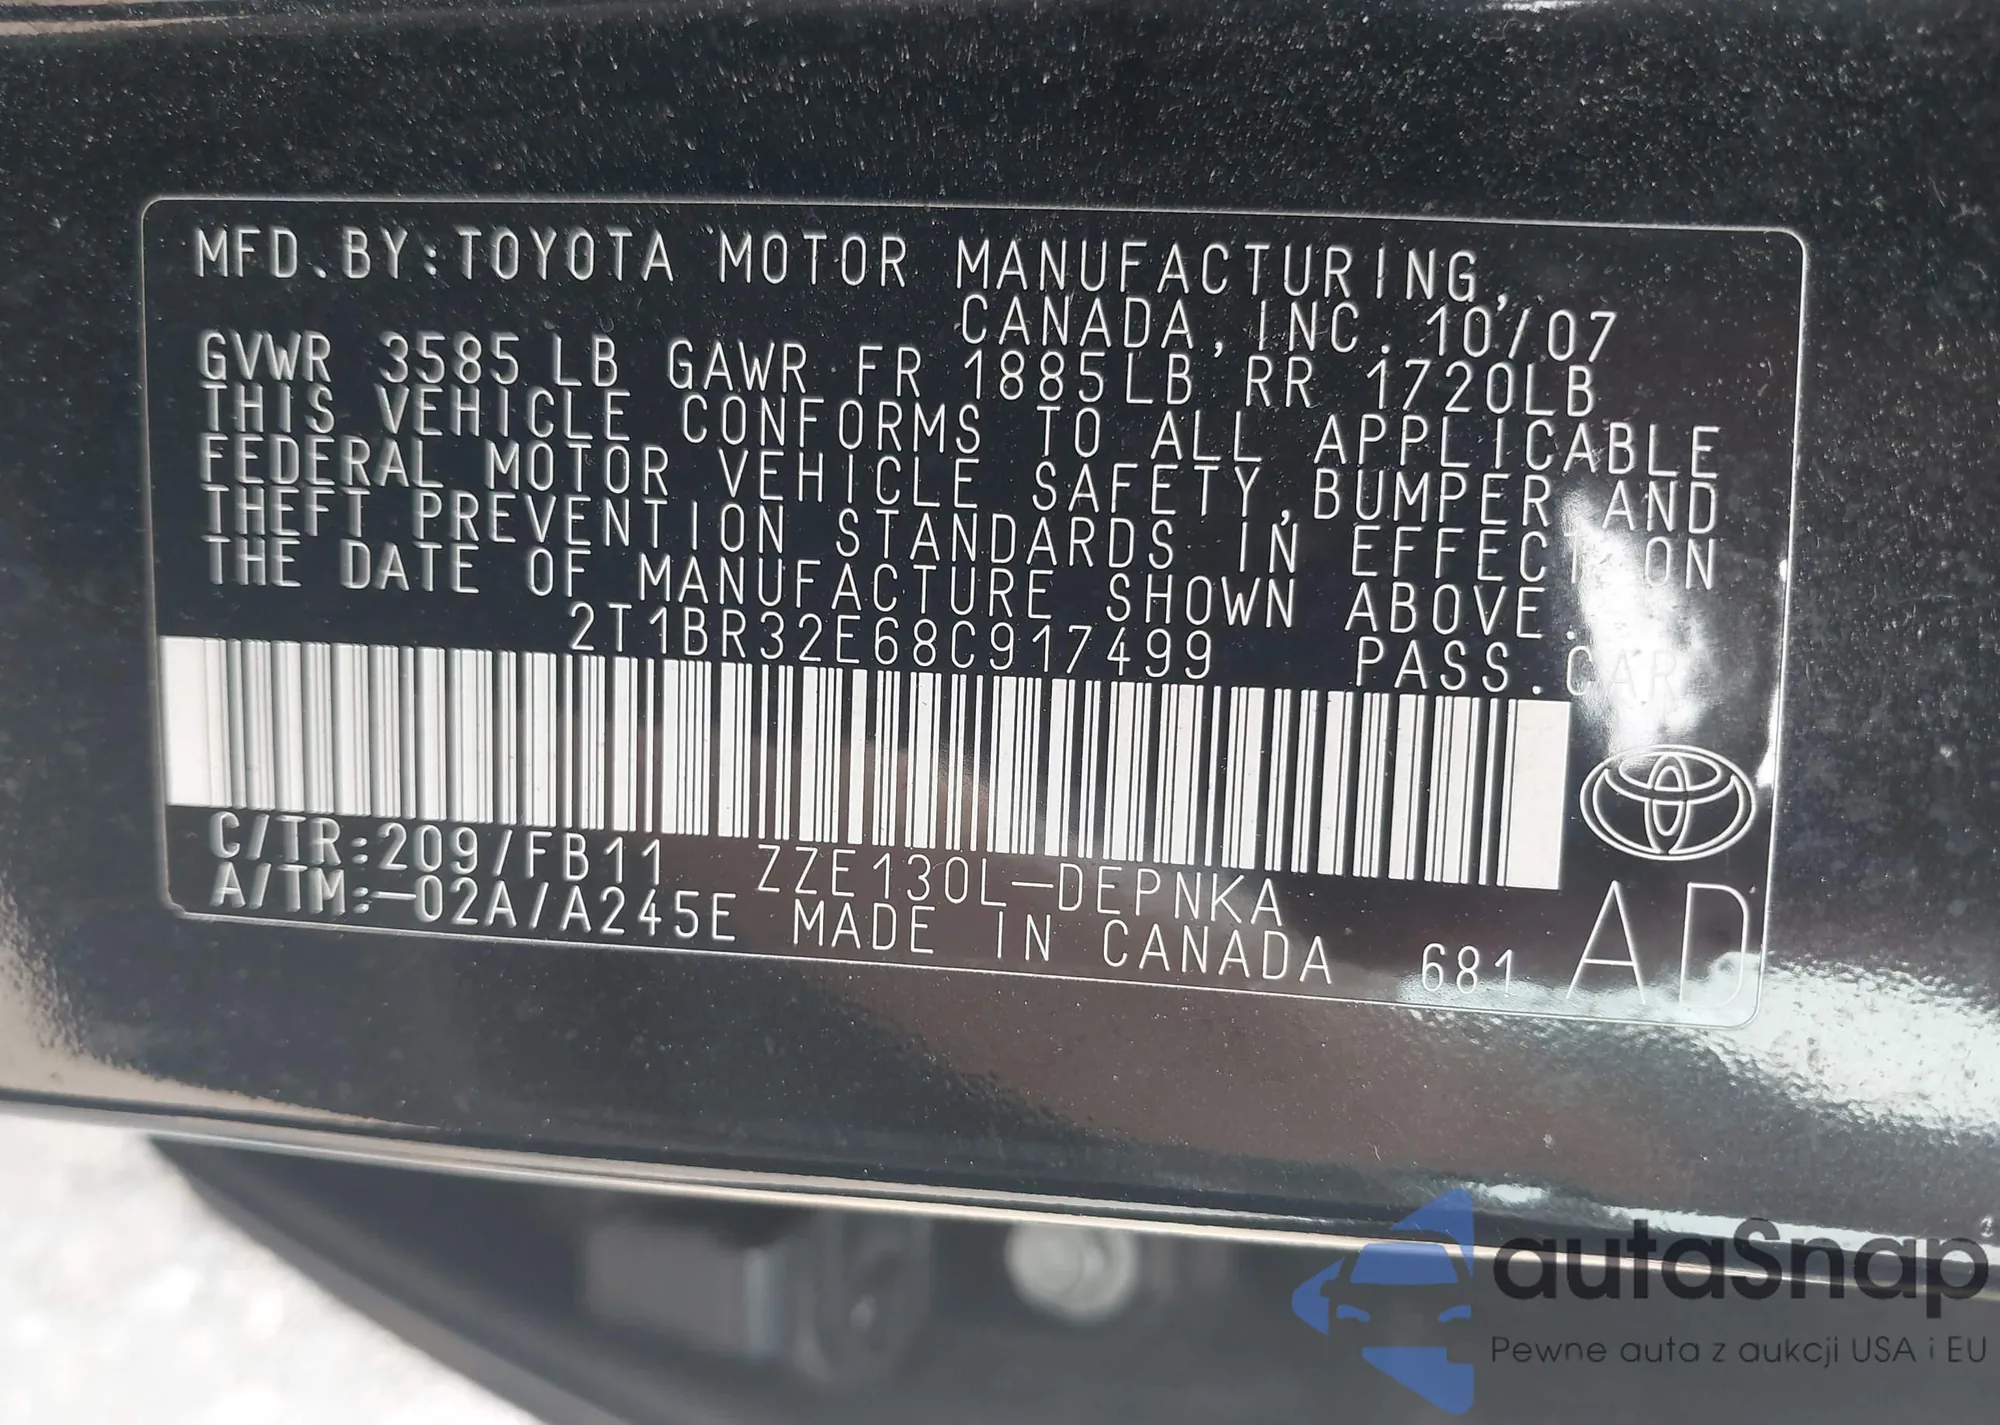 MFD.BY:TOYOTA MOTOR MANUFACTURING,
CANADA,INC. 10/07
GVWR 3585LB GAWR FR 1885LB RR 1720LB
THIS VEHICLE CONFORMS TO ALL APPLICABLE
FEDERAL MOTOR VEHICLE SAFETY,BUMPER,AND
THEFT PREVENTION STANDARDS IN EFFECT ON
THE DATE OF MANUFACTURE SHOWN ABOVE.
2T1BR32E68C917499 PASS.CAR
C/TR:209/FB11 ZZE130L-DEPNKA
A/TM:-02A/A245E MADE IN CANADA 681 AD
autaSnap
Pewne auta z aukcji USA i EU